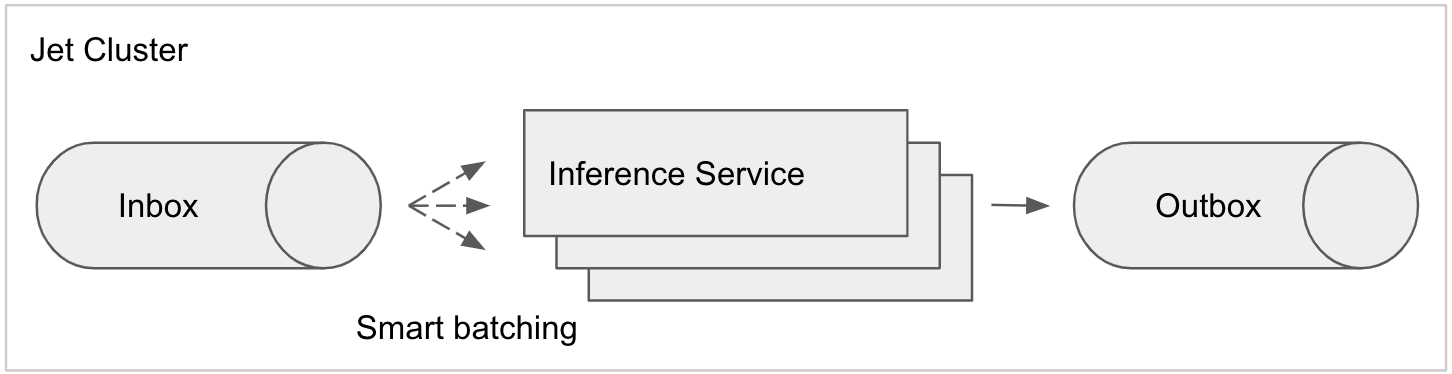 Jet Cluster
Inbox
Inference Service
Outbox
Smart batching